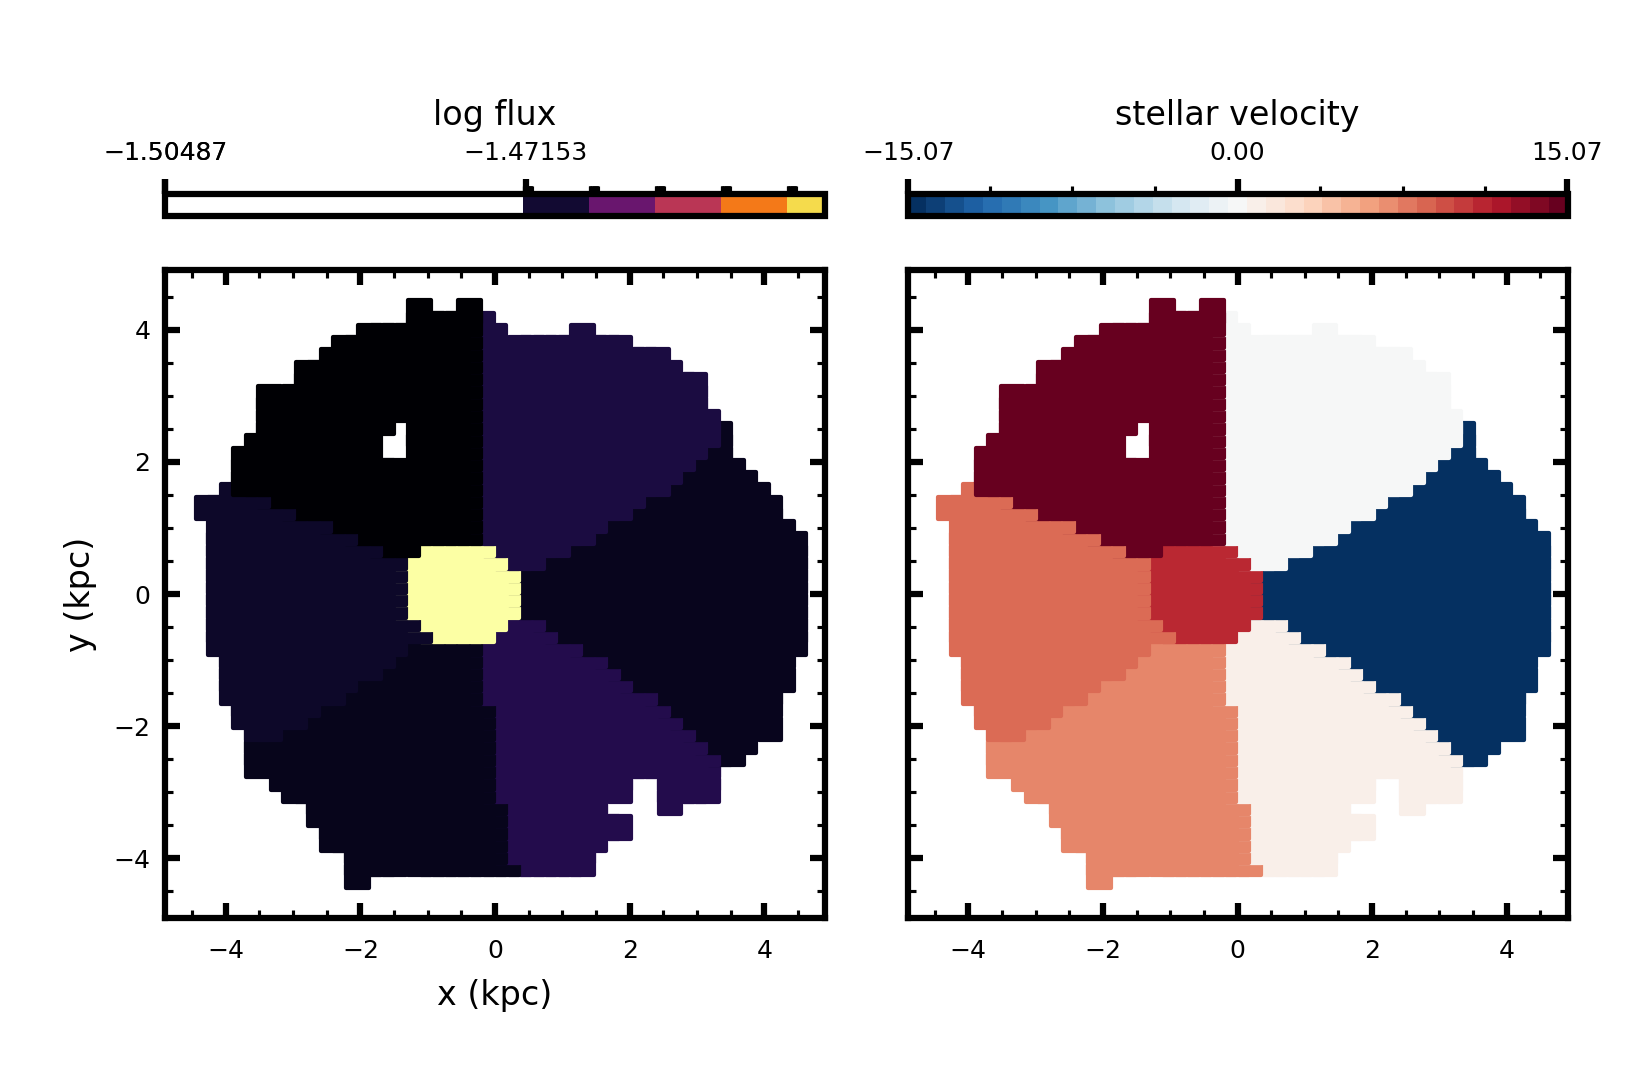 log flux
−1.50487 −1.47153
stellar velocity
−15.07 0.00 15.07
y (kpc)
4
2
0
−2
−4
−4 −2 0 2 4
x (kpc)
−4 −2 0 2 4